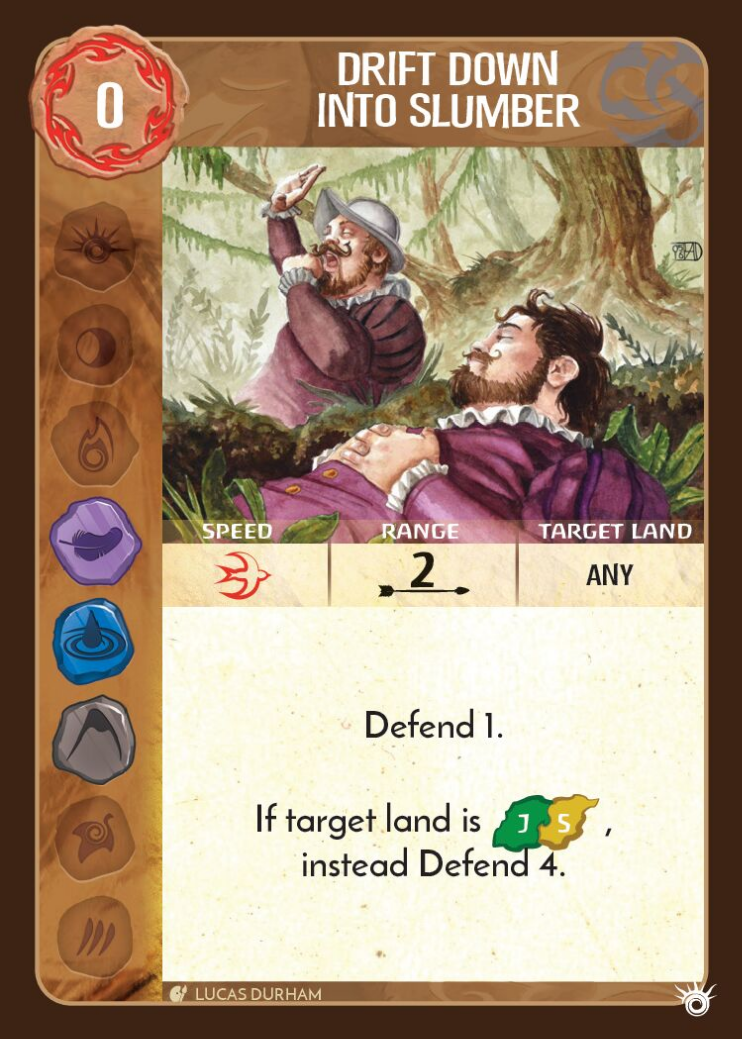 0
DRIFT DOWN
INTO SLUMBER
SPEED
RANGE
TARGET LAND
2
ANY
Defend 1.
If target land is J S ,
instead Defend 4.
LUCAS DURHAM